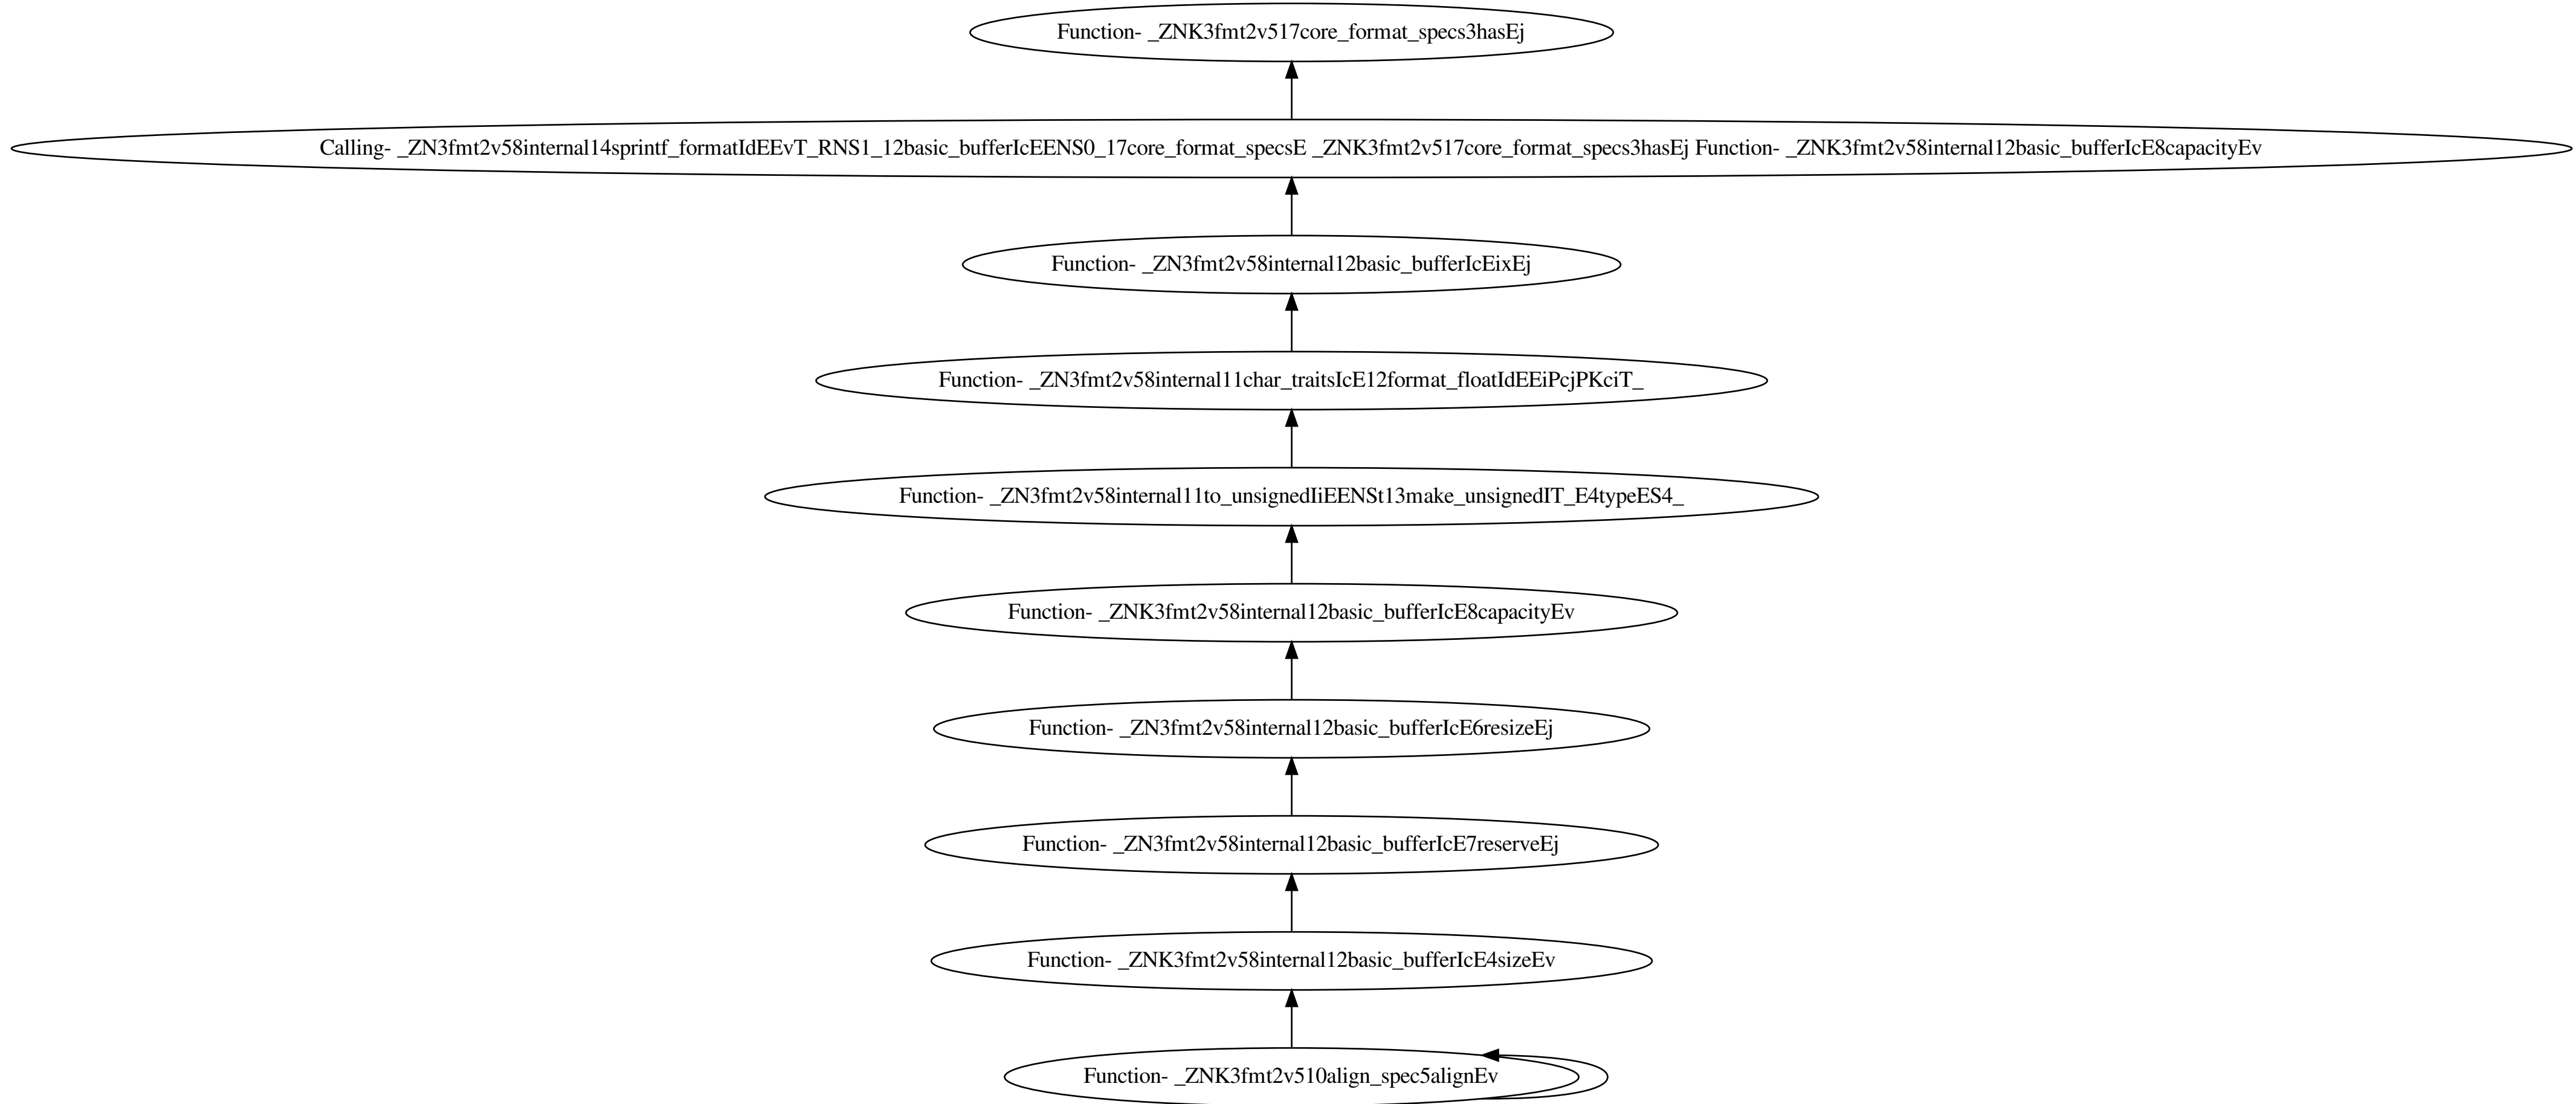 Function- _ZNK3fmt2v517core_format_specs3hasEj
Calling- _ZN3fmt2v58internal14sprintf_formatIdEEvT_RNS1_12basic_bufferIcEENS0_17core_format_specsE _ZNK3fmt2v517core_format_specs3hasEj Function- _ZNK3fmt2v58internal12basic_bufferIcE8capacityEv
Function- _ZN3fmt2v58internal12basic_bufferIcEixEj
Function- _ZN3fmt2v58internal11char_traitsIcE12format_floatIdEEiPcjPKciT_
Function- _ZN3fmt2v58internal11to_unsignedIiEENSt13make_unsignedIT_E4typeES4_
Function- _ZNK3fmt2v58internal12basic_bufferIcE8capacityEv
Function- _ZN3fmt2v58internal12basic_bufferIcE6resizeEj
Function- _ZN3fmt2v58internal12basic_bufferIcE7reserveEj
Function- _ZNK3fmt2v58internal12basic_bufferIcE4sizeEv
Function- _ZNK3fmt2v510align_spec5alignEv